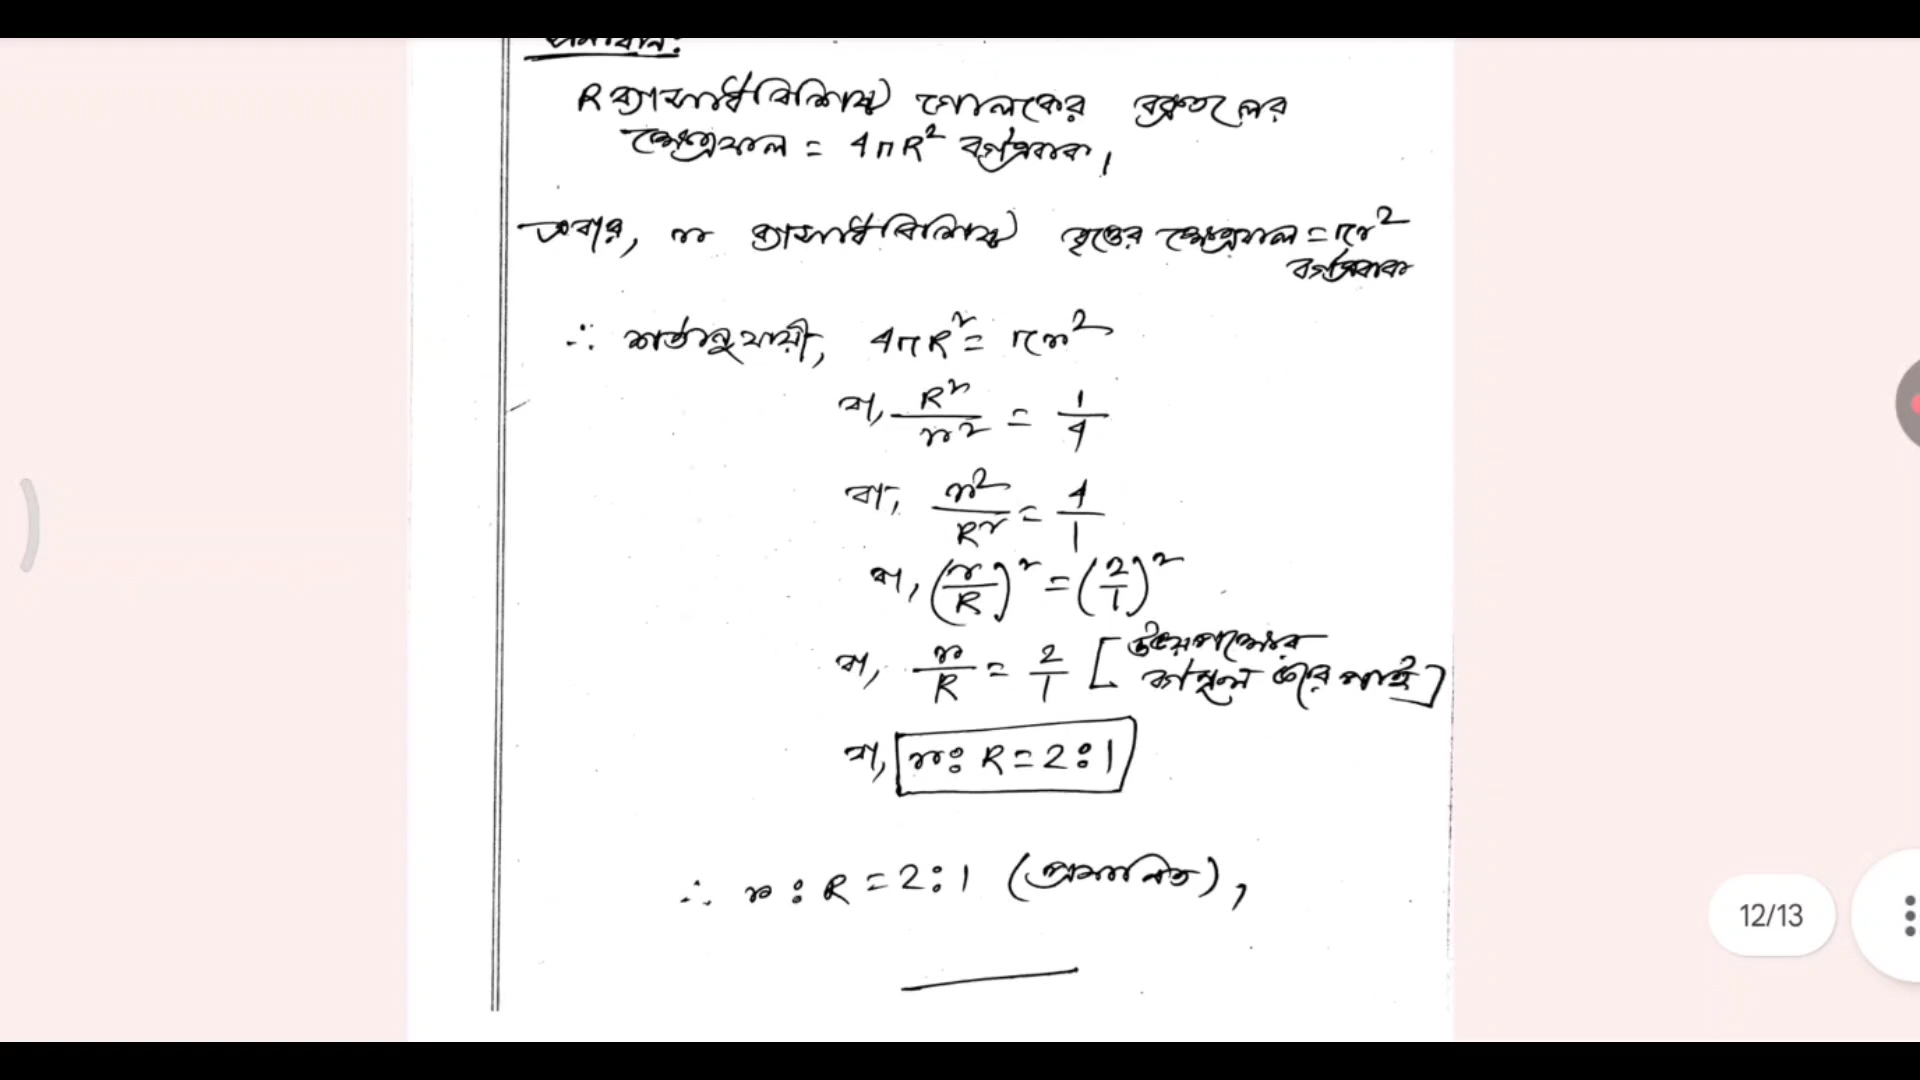 সমাধান:
R ব্যাসার্ধবিশিষ্ট গোলকের বক্রতলের
ক্ষেত্রফল = 4πR² বর্গএকক,
আবার, r ব্যাসার্ধবিশিষ্ট বৃত্তের ক্ষেত্রফল = πr²
বর্গএকক
∴ শর্তানুযায়ী, 4πR² = πr²
বা, R²/r² = 1/4
বা, r²/R² = 4/1
বা, (r/R)² = (2/1)²
বা, r/R = 2/1 [উভয়পক্ষের
বর্গমূল করে পাই]
বা, r : R = 2 : 1
∴ r : R = 2 : 1 (প্রমানিত),
12/13